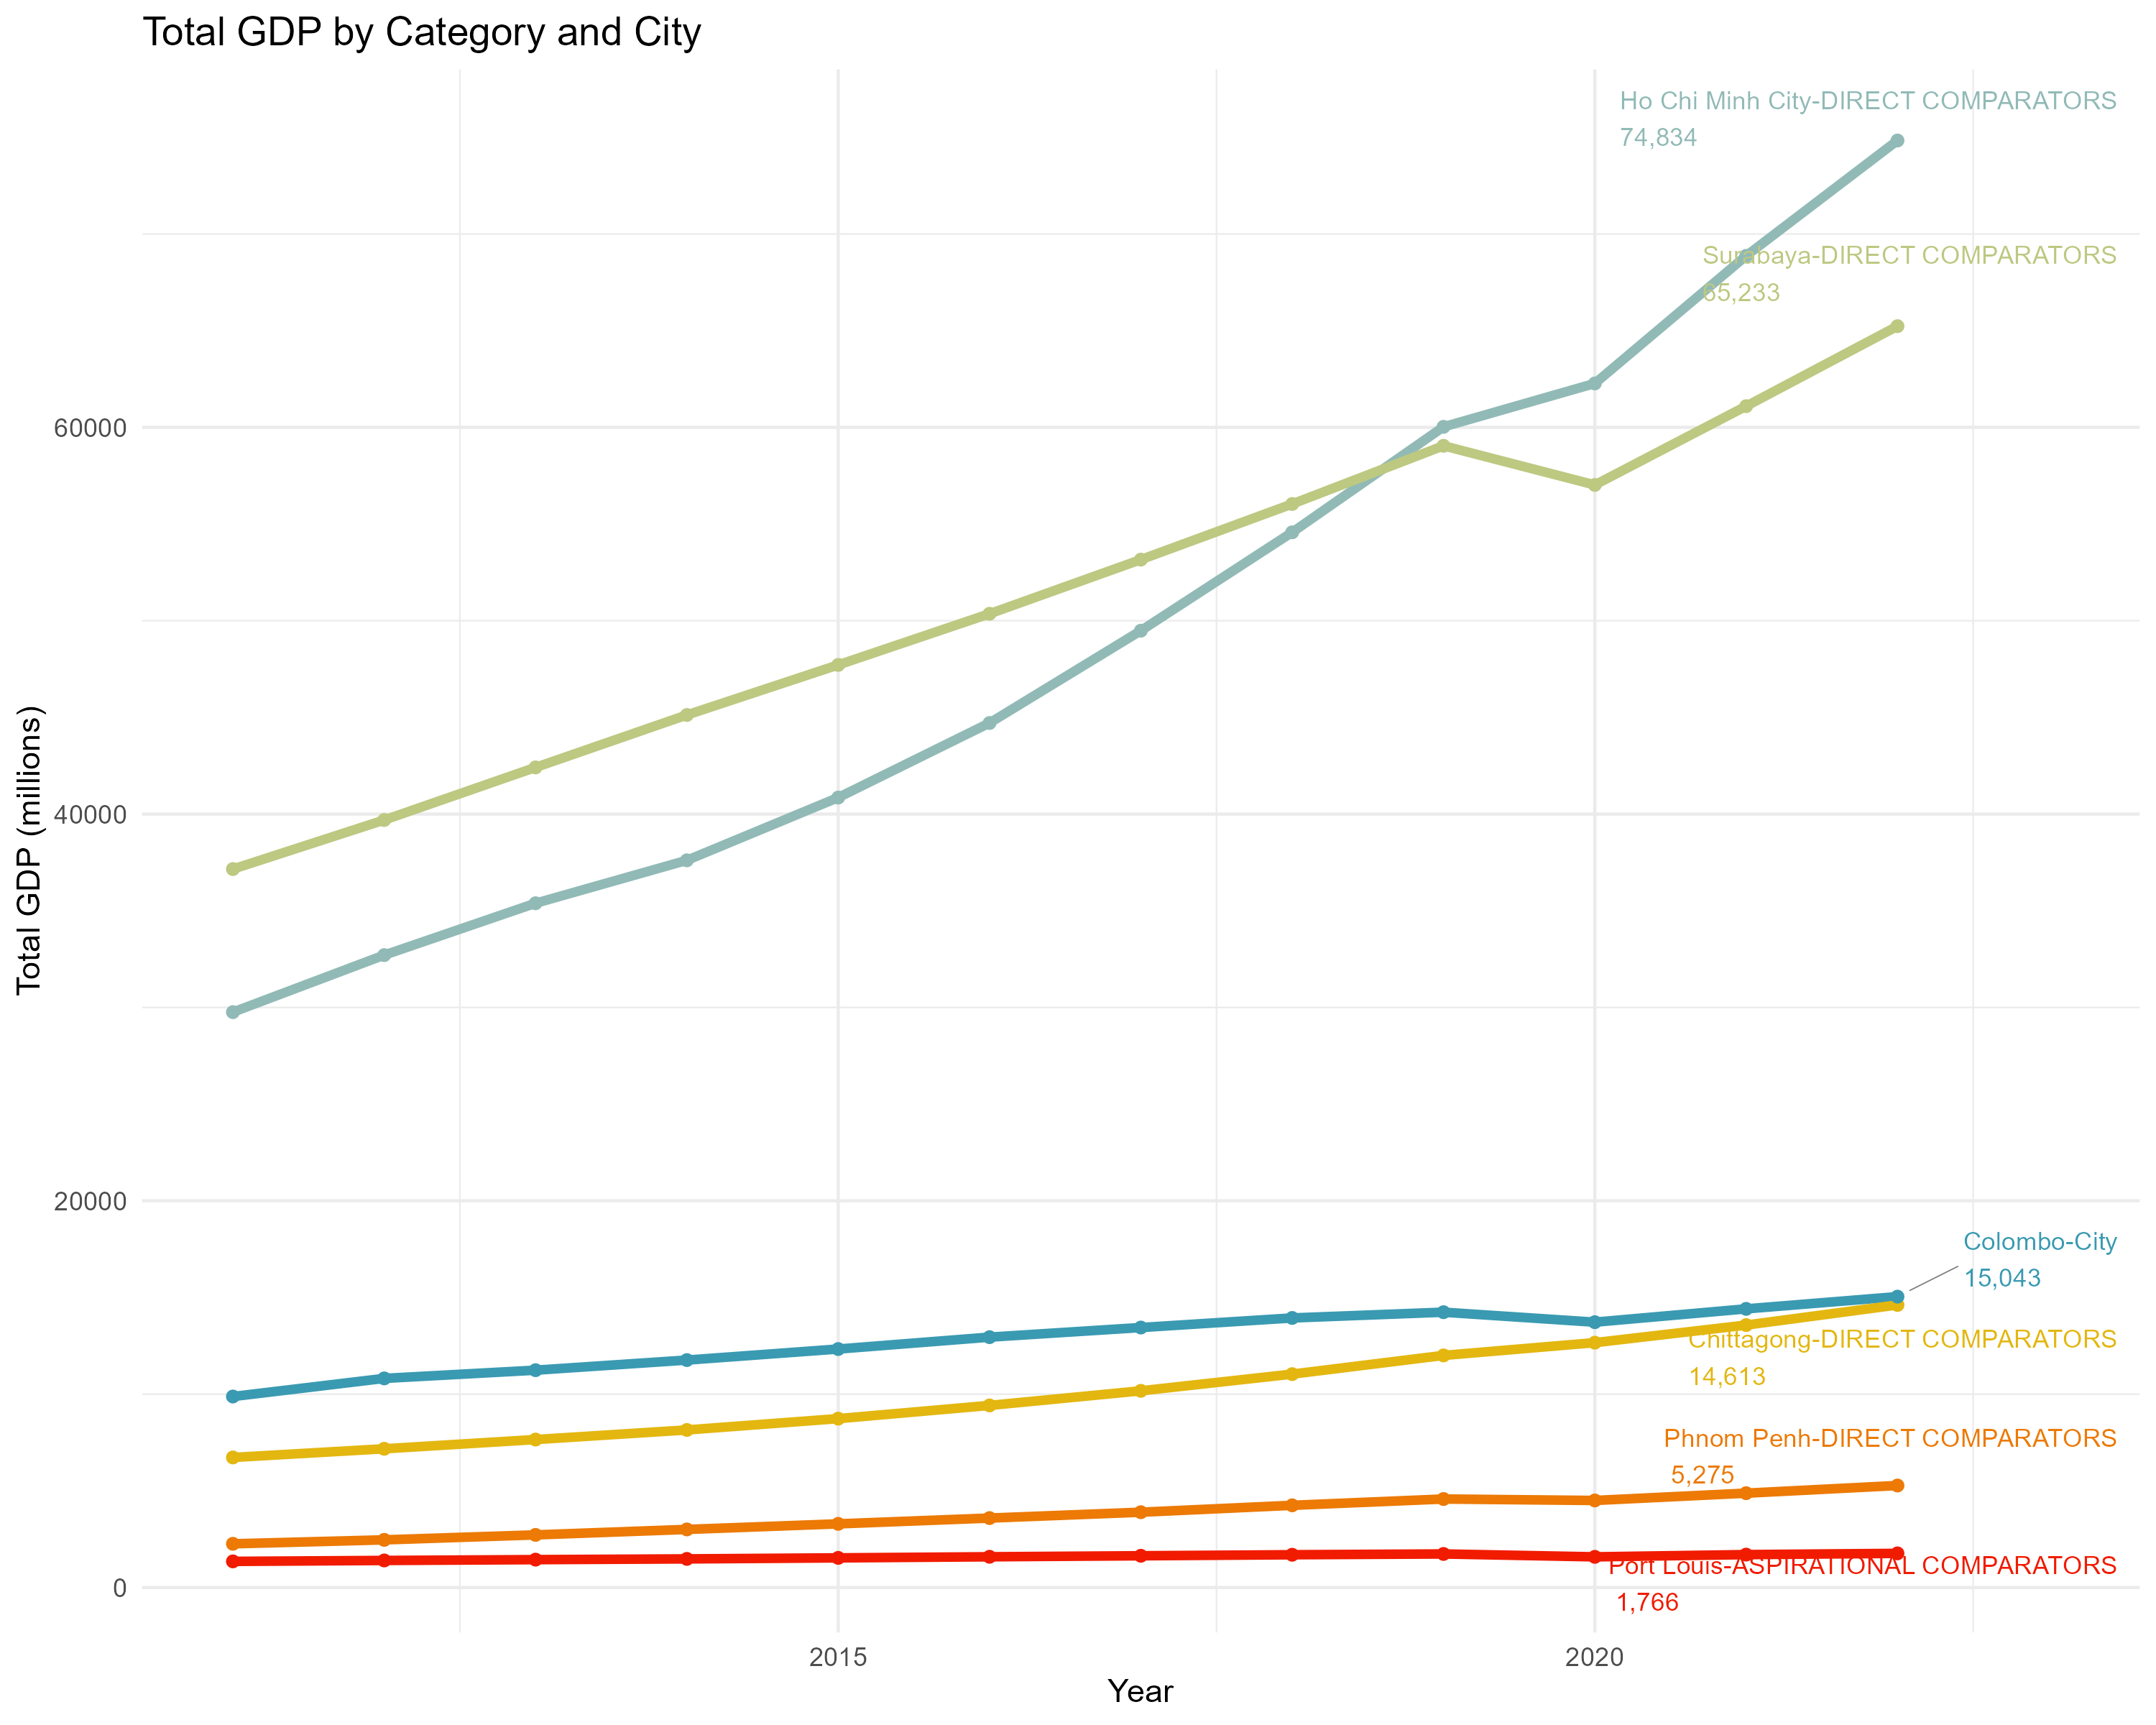 Total GDP by Category and City
Ho Chi Minh City-DIRECT COMPARATORS
74,834
Surabaya-DIRECT COMPARATORS
65,233
60000
40000
20000
0
Total GDP (millions)
Colombo-City
15,043
Chittagong-DIRECT COMPARATORS
14,613
Phnom Penh-DIRECT COMPARATORS
5,275
Port Louis-ASPIRATIONAL COMPARATORS
1,766
2015
2020
Year